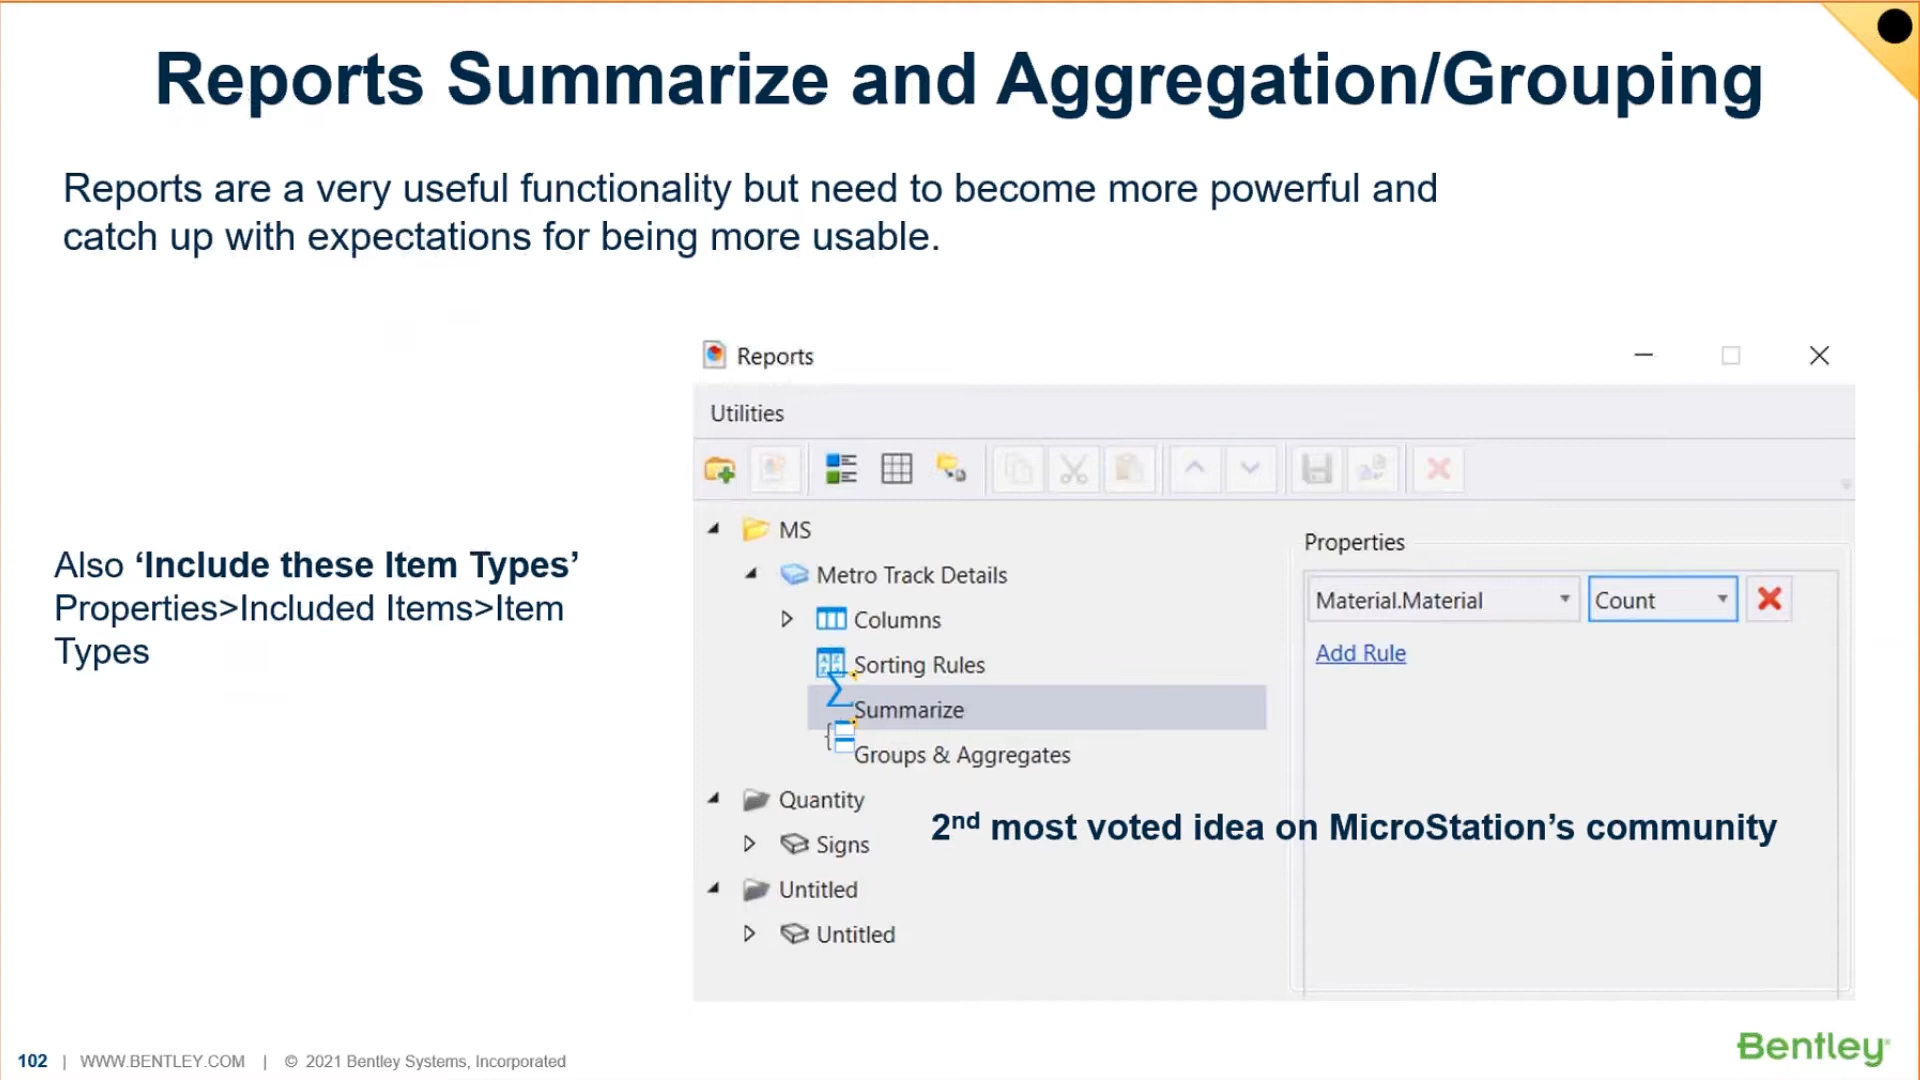 Reports Summarize and Aggregation/Grouping
Reports are a very useful functionality but need to become more powerful and
catch up with expectations for being more usable.
Also ‘Include these Item Types’
Properties>Included Items>Item
Types
Reports
Utilities
MS
Metro Track Details
Columns
Sorting Rules
Summarize
Groups & Aggregates
Quantity
Signs
Untitled
Untitled
Properties
Material.Material
Count
Add Rule
2nd most voted idea on MicroStation’s community
102 | WWW.BENTLEY.COM | © 2021 Bentley Systems, Incorporated
Bentley